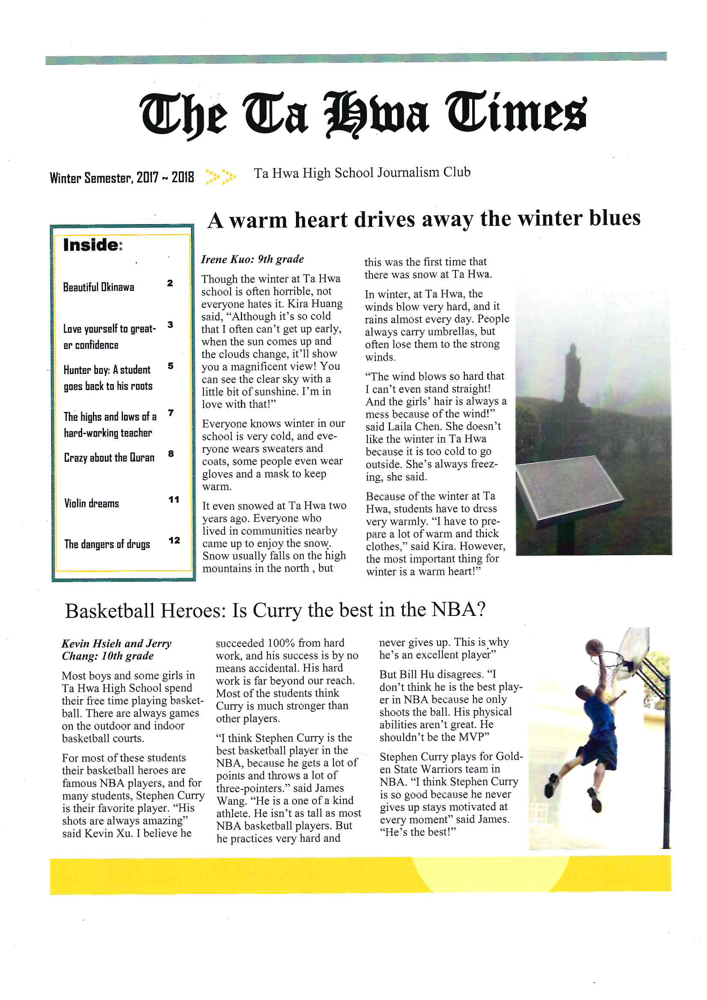 The Ta Hwa Times
Winter Semester, 2017 ~ 2018
Ta Hwa High School Journalism Club
A warm heart drives away the winter blues
Inside:
Beautiful Okinawa 2
Love yourself to great- 3
er confidence
Hunter boy: A student 5
goes back to his roots
The highs and lows of a 7
hard-working teacher
Crazy about the Quran 8
Violin dreams 11
The dangers of drugs 12
Irene Kuo: 9th grade
Though the winter at Ta Hwa
school is often horrible, not
everyone hates it. Kira Huang
said, “Although it’s so cold
that I often can’t get up early,
when the sun comes up and
the clouds change, it’ll show
you a magnificent view! You
can see the clear sky with a
little bit of sunshine. I’m in
love with that!”
Everyone knows winter in our
school is very cold, and eve-
ryone wears sweaters and
coats, some people even wear
gloves and a mask to keep
warm.
It even snowed at Ta Hwa two
years ago. Everyone who
lived in communities nearby
came up to enjoy the snow.
Snow usually falls on the high
mountains in the north , but
this was the first time that
there was snow at Ta Hwa.
In winter, at Ta Hwa, the
winds blow very hard, and it
rains almost every day. People
always carry umbrellas, but
often lose them to the strong
winds.
“The wind blows so hard that
I can’t even stand straight!
And the girls’ hair is always a
mess because of the wind!”
said Laila Chen. She doesn’t
like the winter in Ta Hwa
because it is too cold to go
outside. She’s always freez-
ing, she said.
Because of the winter at Ta
Hwa, students have to dress
very warmly. “I have to pre-
pare a lot of warm and thick
clothes,” said Kira. However,
the most important thing for
winter is a warm heart!”
Basketball Heroes: Is Curry the best in the NBA?
Kevin Hsieh and Jerry
Chang: 10th grade
Most boys and some girls in
Ta Hwa High School spend
their free time playing basket-
ball. There are always games
on the outdoor and indoor
basketball courts.
For most of these students
their basketball heroes are
famous NBA players, and for
many students, Stephen Curry
is their favorite player. “His
shots are always amazing”
said Kevin Xu. I believe he
succeeded 100% from hard
work, and his success is by no
means accidental. His hard
work is far beyond our reach.
Most of the students think
Curry is much stronger than
other players.
“I think Stephen Curry is the
best basketball player in the
NBA, because he gets a lot of
points and throws a lot of
three-pointers.” said James
Wang. “He is a one of a kind
athlete. He isn’t as tall as most
NBA basketball players. But
he practices very hard and
never gives up. This is why
he’s an excellent player”
But Bill Hu disagrees. “I
don’t think he is the best play-
er in NBA because he only
shoots the ball. His physical
abilities aren’t great. He
shouldn’t be the MVP”
Stephen Curry plays for Gold-
en State Warriors team in
NBA. “I think Stephen Curry
is so good because he never
gives up stays motivated at
every moment” said James.
“He’s the best!”